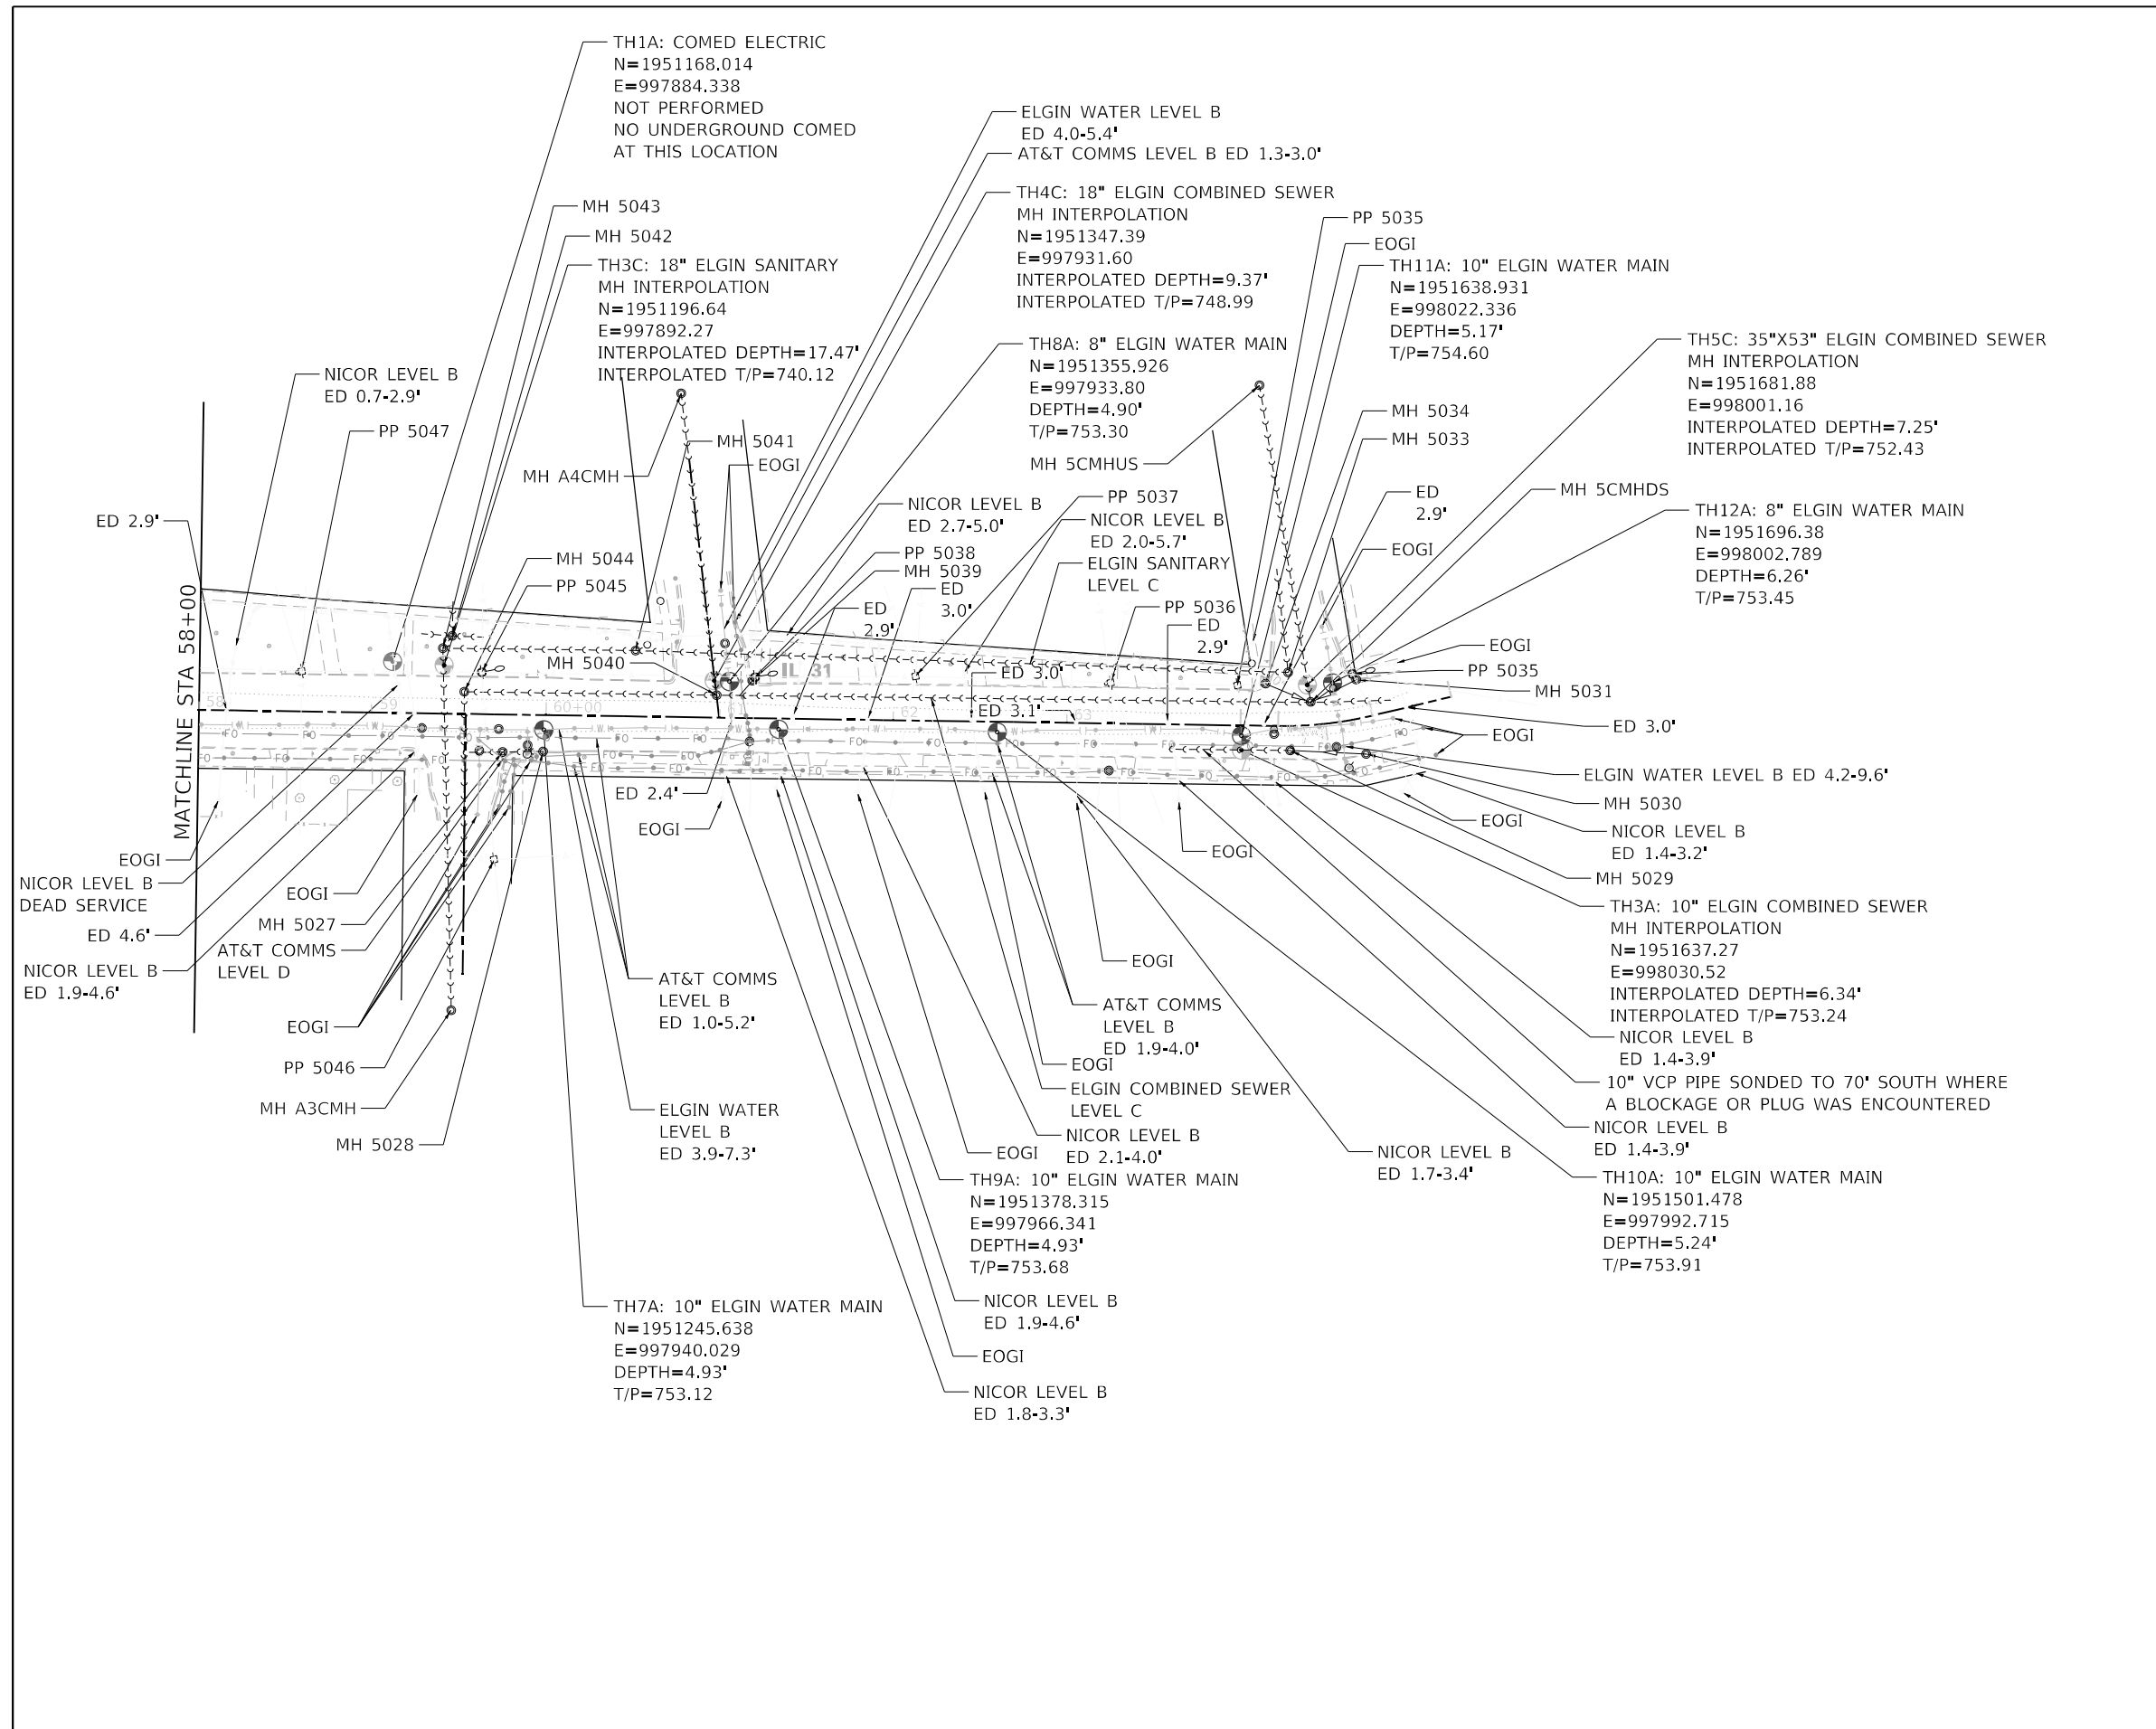 TH1A: COMED ELECTRIC
N=1951168.014
E=997884.338
NOT PERFORMED
NO UNDERGROUND COMED
AT THIS LOCATION
ELGIN WATER LEVEL B
ED 4.0-5.4'
AT&T COMMS LEVEL B ED 1.3-3.0'
TH4C: 18" ELGIN COMBINED SEWER
MH INTERPOLATION
N=1951347.39
E=997931.60
INTERPOLATED DEPTH=9.37'
INTERPOLATED T/P=748.99
MH 5043
MH 5042
TH3C: 18" ELGIN SANITARY
MH INTERPOLATION
N=1951196.64
E=997892.27
INTERPOLATED DEPTH=17.47'
INTERPOLATED T/P=740.12
PP 5035
EOGI
TH11A: 10" ELGIN WATER MAIN
N=1951638.931
E=998022.336
DEPTH=5.17'
T/P=754.60
TH8A: 8" ELGIN WATER MAIN
N=1951355.926
E=997933.80
DEPTH=4.90'
T/P=753.30
TH5C: 35"X53" ELGIN COMBINED SEWER
MH INTERPOLATION
N=1951681.88
E=998001.16
INTERPOLATED DEPTH=7.25'
INTERPOLATED T/P=752.43
NICOR LEVEL B
ED 0.7-2.9'
PP 5047
MH 5034
MH 5033
MH 5041
EOGI
MH A4CMH
MH 5CMHUS
MH 5CMHDS
ED
2.9'
PP 5037
NICOR LEVEL B
ED 2.7-5.0'
NICOR LEVEL B
ED 2.0-5.7'
TH12A: 8" ELGIN WATER MAIN
N=1951696.38
E=998002.789
DEPTH=6.26'
T/P=753.45
ED 2.9'
EOGI
MH 5044
PP 5045
PP 5038
MH 5039
ELGIN SANITARY
LEVEL C
ED
3.0'
ED
2.9'
PP 5036
ED
2.9'
MATCHLINE STA 58+00
EOGI
PP 5035
MH 5040
IL 31
ED 3.0'
MH 5031
58
59
60+00
61
62
63
ED 3.1'
ED 3.0'
EOGI
W
FO
ELGIN WATER LEVEL B ED 4.2-9.6'
ED 2.4'
MH 5030
EOGI
EOGI
NICOR LEVEL B
ED 1.4-3.2'
EOGI
EOGI
NICOR LEVEL B
DEAD SERVICE
EOGI
MH 5029
MH 5027
ED 4.6'
AT&T COMMS
LEVEL D
TH3A: 10" ELGIN COMBINED SEWER
MH INTERPOLATION
N=1951637.27
E=998030.52
INTERPOLATED DEPTH=6.34'
INTERPOLATED T/P=753.24
NICOR LEVEL B
ED 1.9-4.6'
EOGI
AT&T COMMS
LEVEL B
ED 1.0-5.2'
EOGI
AT&T COMMS
LEVEL B
ED 1.9-4.0'
NICOR LEVEL B
ED 1.4-3.9'
PP 5046
EOGI
10" VCP PIPE SONDED TO 70' SOUTH WHERE
A BLOCKAGE OR PLUG WAS ENCOUNTERED
MH A3CMH
ELGIN WATER
LEVEL B
ED 3.9-7.3'
ELGIN COMBINED SEWER
LEVEL C
NICOR LEVEL B
ED 1.4-3.9'
MH 5028
NICOR LEVEL B
ED 2.1-4.0'
EOGI
NICOR LEVEL B
ED 1.7-3.4'
TH9A: 10" ELGIN WATER MAIN
N=1951378.315
E=997966.341
DEPTH=4.93'
T/P=753.68
TH10A: 10" ELGIN WATER MAIN
N=1951501.478
E=997992.715
DEPTH=5.24'
T/P=753.91
TH7A: 10" ELGIN WATER MAIN
N=1951245.638
E=997940.029
DEPTH=4.93'
T/P=753.12
NICOR LEVEL B
ED 1.9-4.6'
EOGI
NICOR LEVEL B
ED 1.8-3.3'